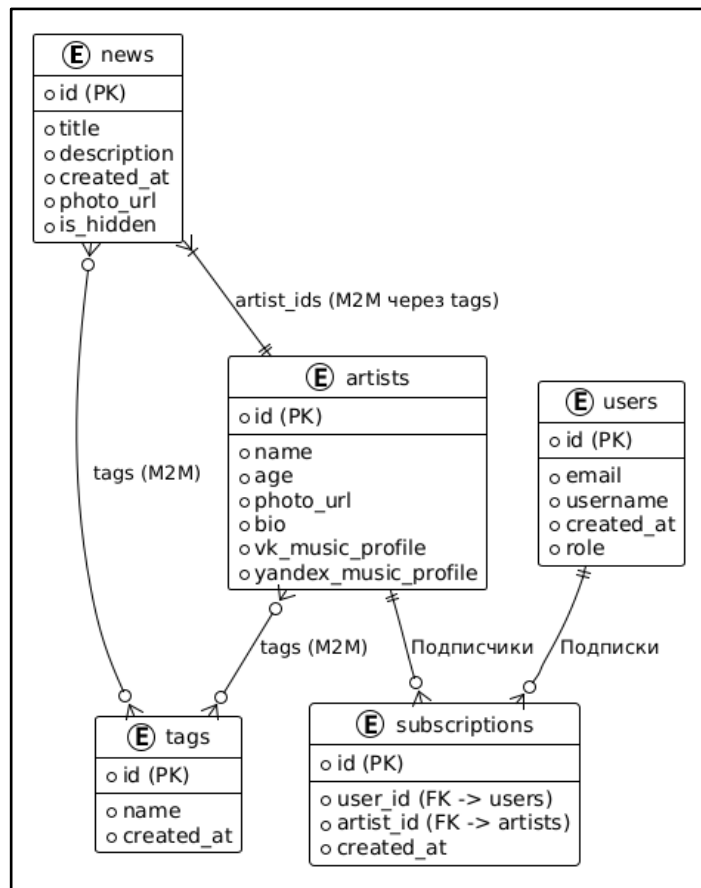 E news
id (PK)
title
description
created_at
photo_url
is_hidden
artist_ids (M2M через tags)
E artists
id (PK)
name
age
photo_url
bio
vk_music_profile
yandex_music_profile
E users
id (PK)
email
username
created_at
role
tags (M2M)
tags (M2M)
Подписчики
Подписки
E tags
id (PK)
name
created_at
E subscriptions
id (PK)
user_id (FK -> users)
artist_id (FK -> artists)
created_at